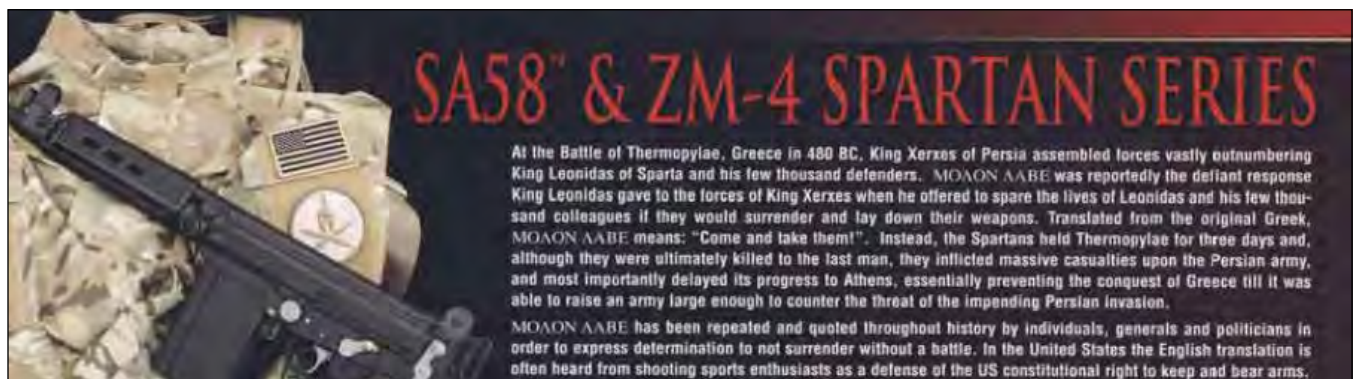 SA58™ & ZM-4 SPARTAN SERIES
At the Battle of Thermopylae, Greece in 480 BC, King Xerxes of Persia assembled forces vastly outnumbering
King Leonidas of Sparta and his few thousand defenders. ΜΟΛΟΝ ΛΑΒΕ was reportedly the defiant response
King Leonidas gave to the forces of King Xerxes when he offered to spare the lives of Leonidas and his few thou-
sand colleagues if they would surrender and lay down their weapons. Translated from the original Greek,
ΜΟΛΟΝ ΛΑΒΕ means: “Come and take them!”. Instead, the Spartans held Thermopylae for three days and,
although they were ultimately killed to the last man, they inflicted massive casualties upon the Persian army,
and most importantly delayed its progress to Athens, essentially preventing the conquest of Greece till it was
able to raise an army large enough to counter the threat of the impending Persian invasion.
ΜΟΛΟΝ ΛΑΒΕ has been repeated and quoted throughout history by individuals, generals and politicians in
order to express determination to not surrender without a battle. In the United States the English translation is
often heard from shooting sports enthusiasts as a defense of the US constitutional right to keep and bear arms.